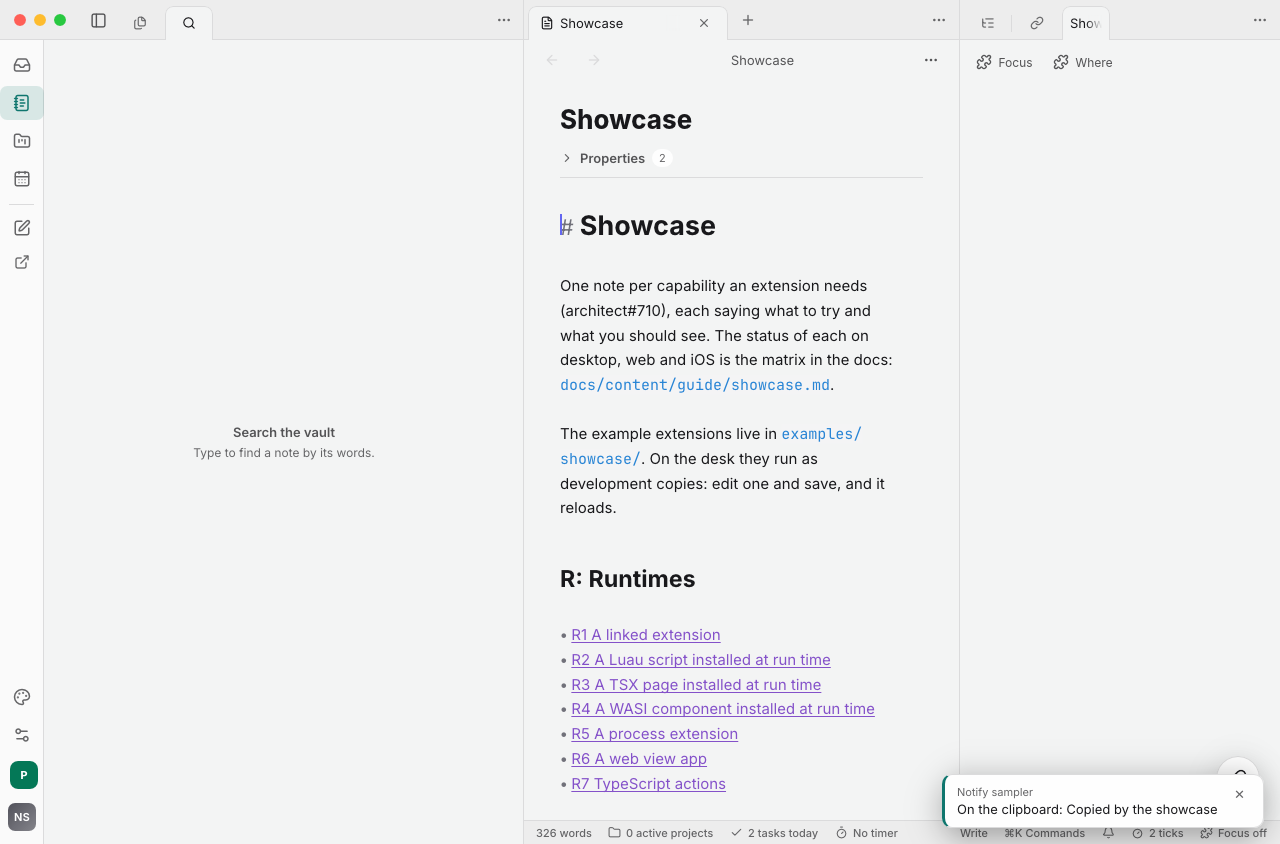 Showcase
Show
Showcase
Focus
Where
Showcase
Properties 2
# Showcase
One note per capability an extension needs
(architect#710), each saying what to try and
what you should see. The status of each on
desktop, web and iOS is the matrix in the docs:
docs/content/guide/showcase.md.
The example extensions live in examples/
showcase/. On the desk they run as
development copies: edit one and save, and it
reloads.
Search the vault
Type to find a note by its words.
R: Runtimes
• R1 A linked extension
• R2 A Luau script installed at run time
• R3 A TSX page installed at run time
• R4 A WASI component installed at run time
• R5 A process extension
• R6 A web view app
• R7 TypeScript actions
P
NS
Notify sampler
On the clipboard: Copied by the showcase
326 words
0 active projects
2 tasks today
No timer
Write
⌘K Commands
2 ticks
Focus off